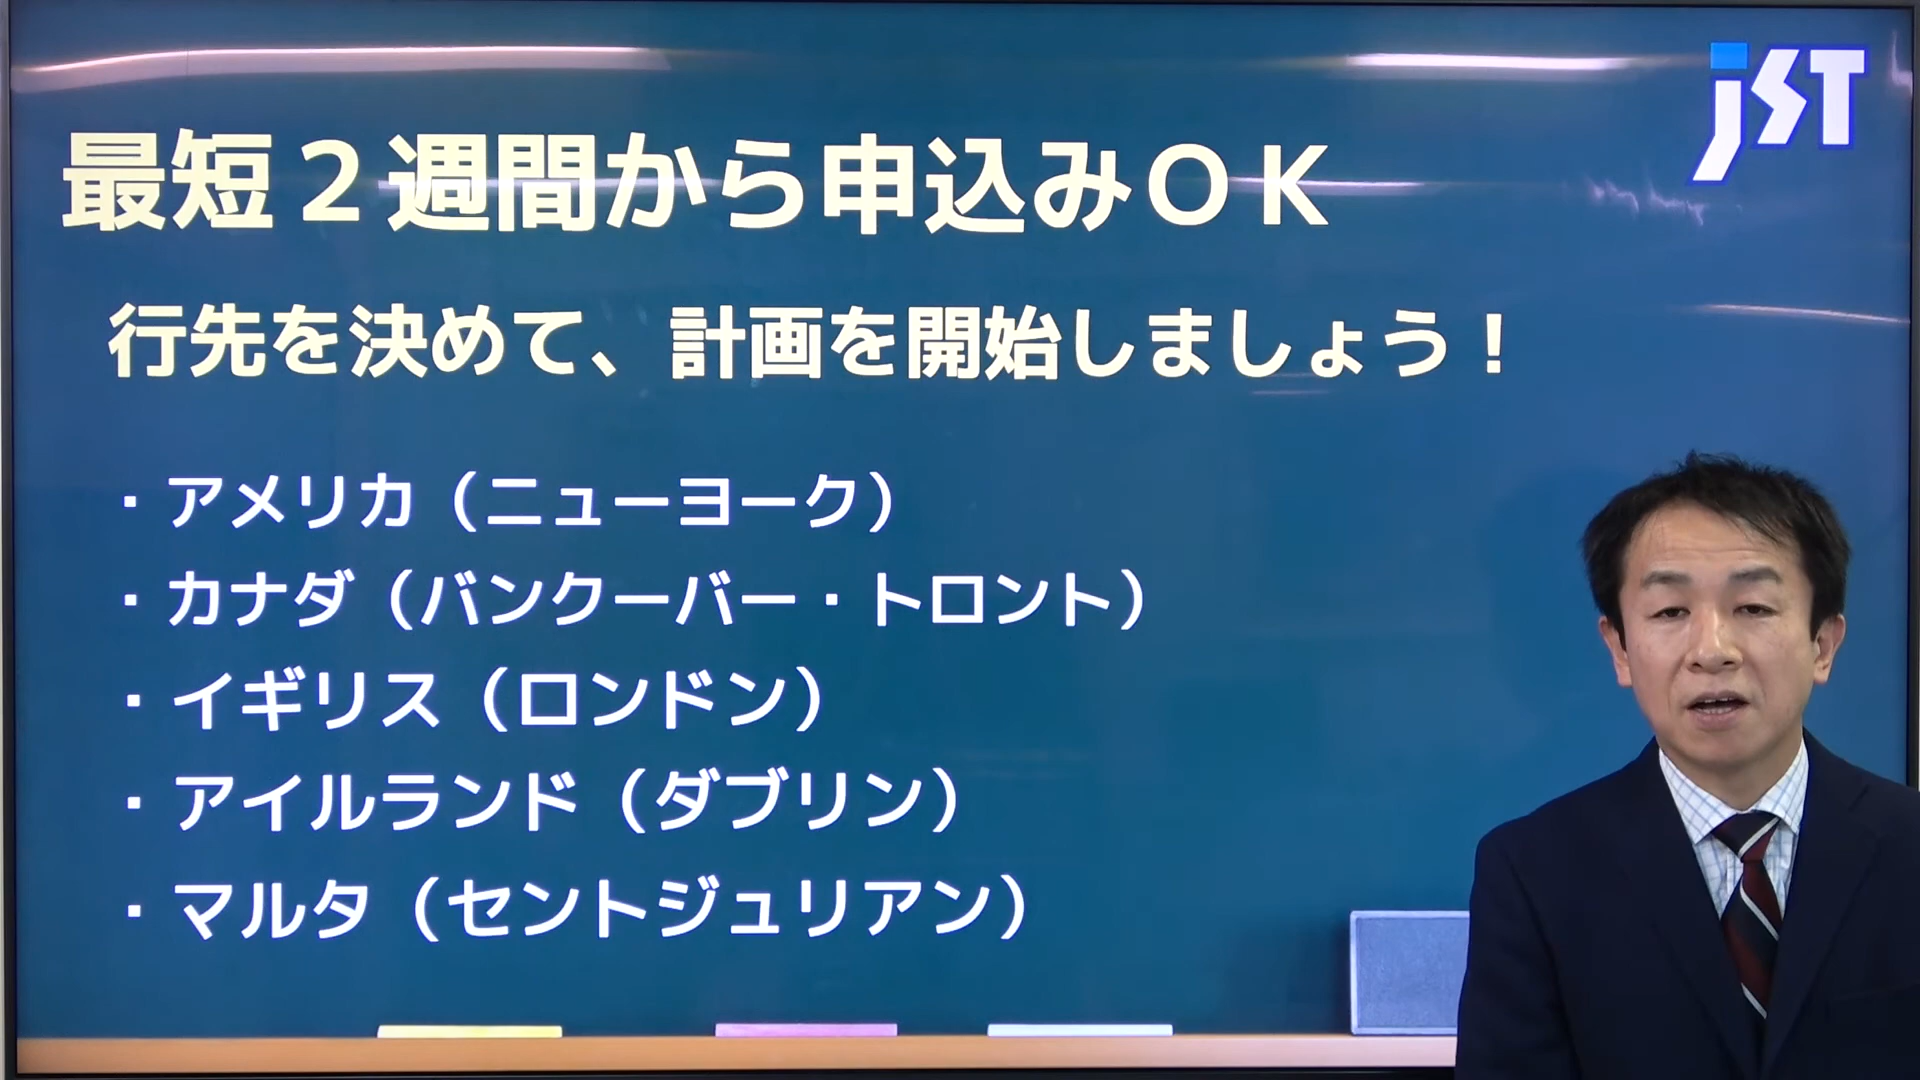 jST
最短２週間から申込みＯＫ
行先を決めて、計画を開始しましょう！
・アメリカ（ニューヨーク）
・カナダ（バンクーバー・トロント）
・イギリス（ロンドン）
・アイルランド（ダブリン）
・マルタ（セントジュリアン）